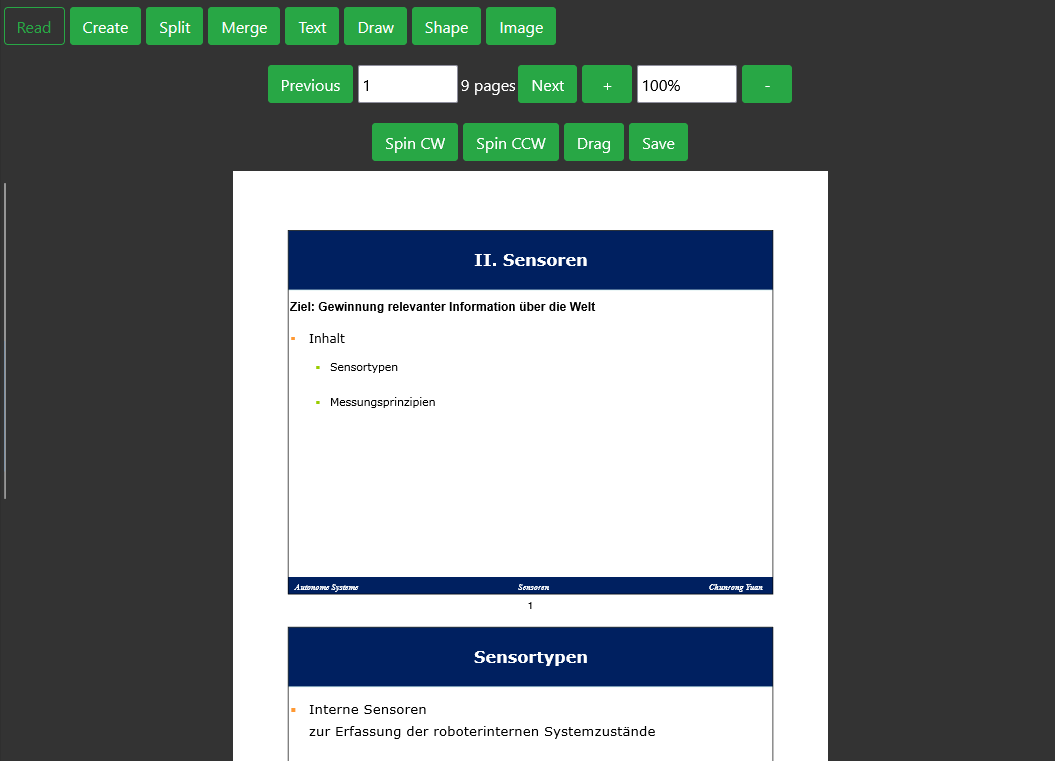 Read Create Split Merge Text Draw Shape Image
Previous 1 9 pages Next + 100% -
Spin CW Spin CCW Drag Save
II. Sensoren
Ziel: Gewinnung relevanter Information über die Welt
Inhalt
Sensortypen
Messungsprinzipien
Autonome Systeme Sensoren Chunrong Yuan
1
Sensortypen
Interne Sensoren
zur Erfassung der roboterinternen Systemzustände